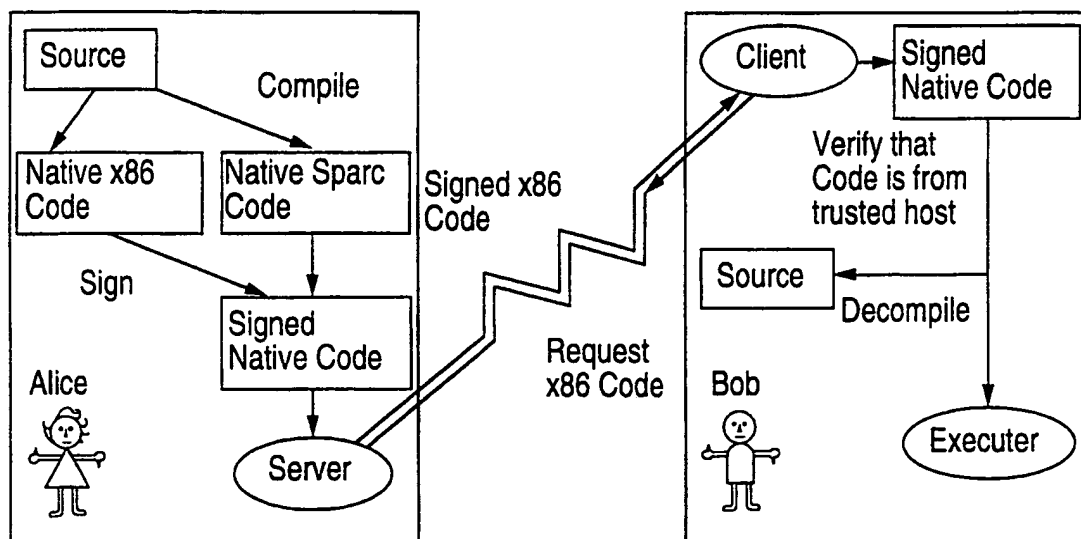 Source
Compile
Native x86
Code
Native Sparc
Code
Sign
Signed
Native Code
Alice
Server
Signed x86
Code
Request
x86 Code
Client
Signed
Native Code
Verify that
Code is from
trusted host
Source
Decompile
Bob
Executer